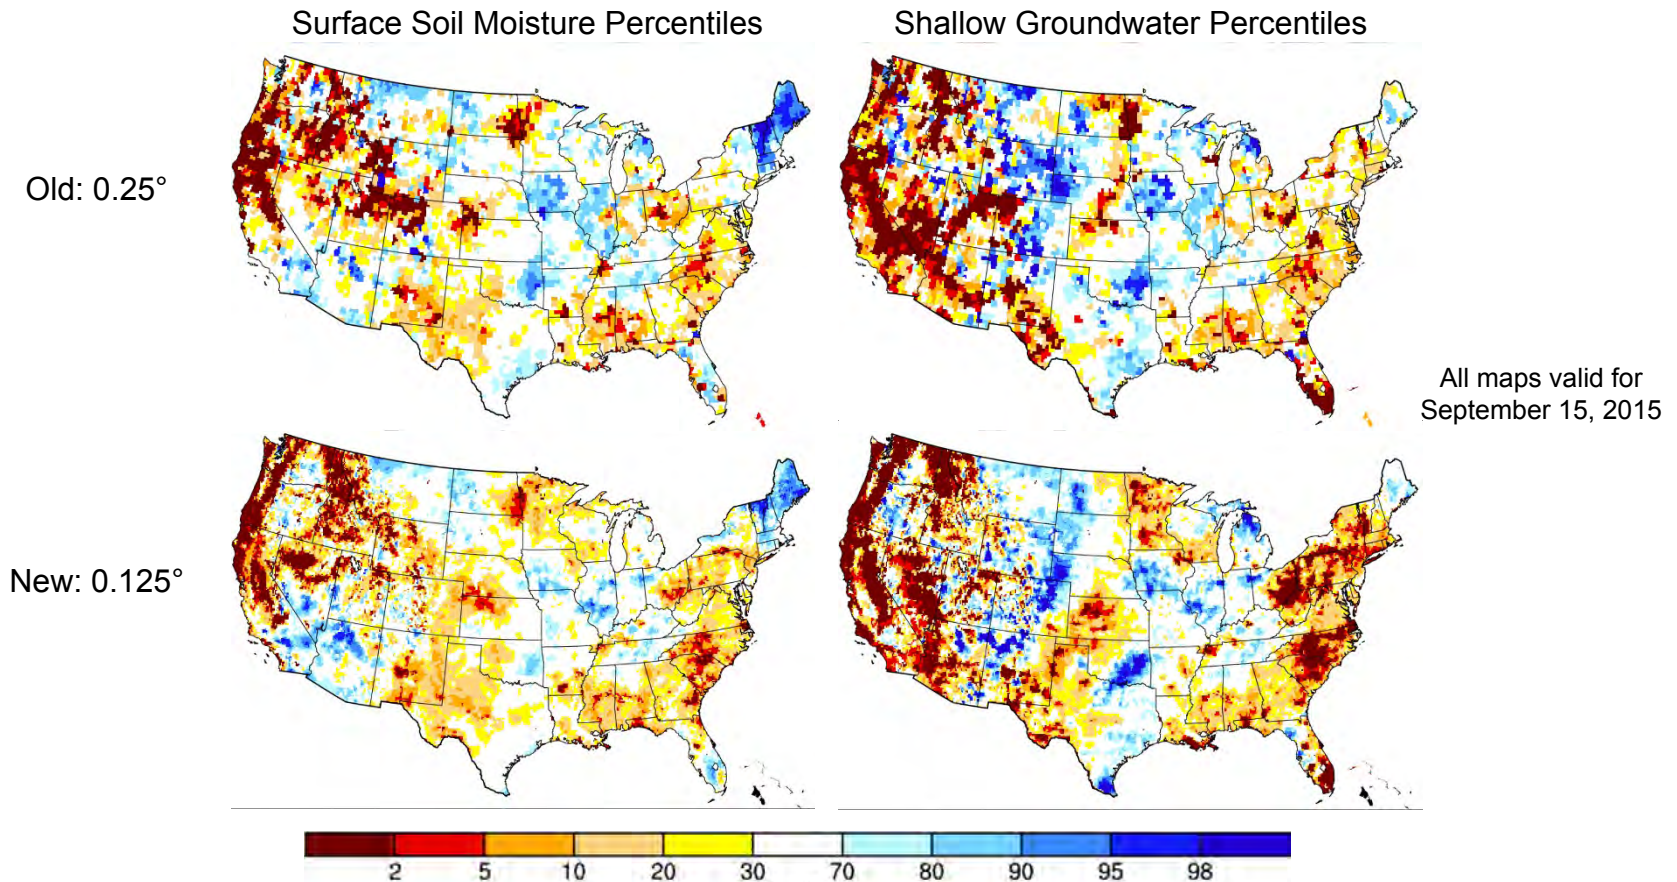 Surface Soil Moisture Percentiles
Shallow Groundwater Percentiles
Old: 0.25°
All maps valid for
September 15, 2015
New: 0.125°
2 5 10 20 30 70 80 90 95 98